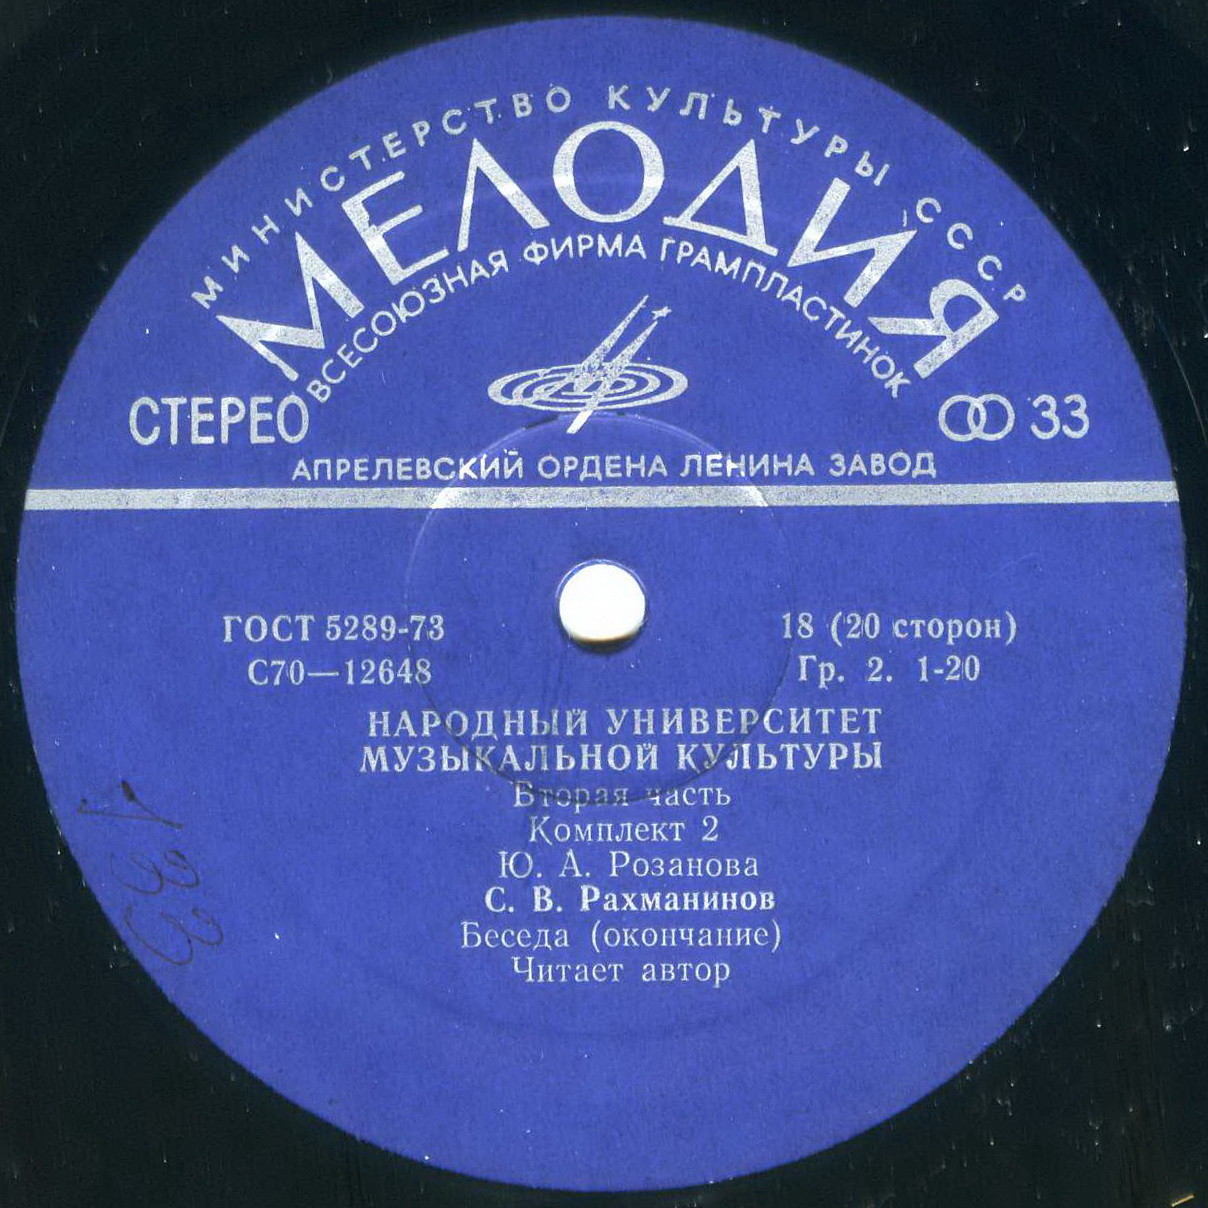 МИНИСТЕРСТВО КУЛЬТУРЫ СССР
МЕЛОДИЯ
ВСЕСОЮЗНАЯ ФИРМА ГРАМПЛАСТИНОК
СТЕРЕО
33
АПРЕЛЕВСКИЙ ОРДЕНА ЛЕНИНА ЗАВОД
ГОСТ 5289-73
18 (20 сторон)
С70—12648
Гр. 2. 1-20
НАРОДНЫЙ УНИВЕРСИТЕТ
МУЗЫКАЛЬНОЙ КУЛЬТУРЫ
Вторая часть
Комплект 2
Ю. А. Розанова
С. В. Рахманинов
Беседа (окончание)
Читает автор